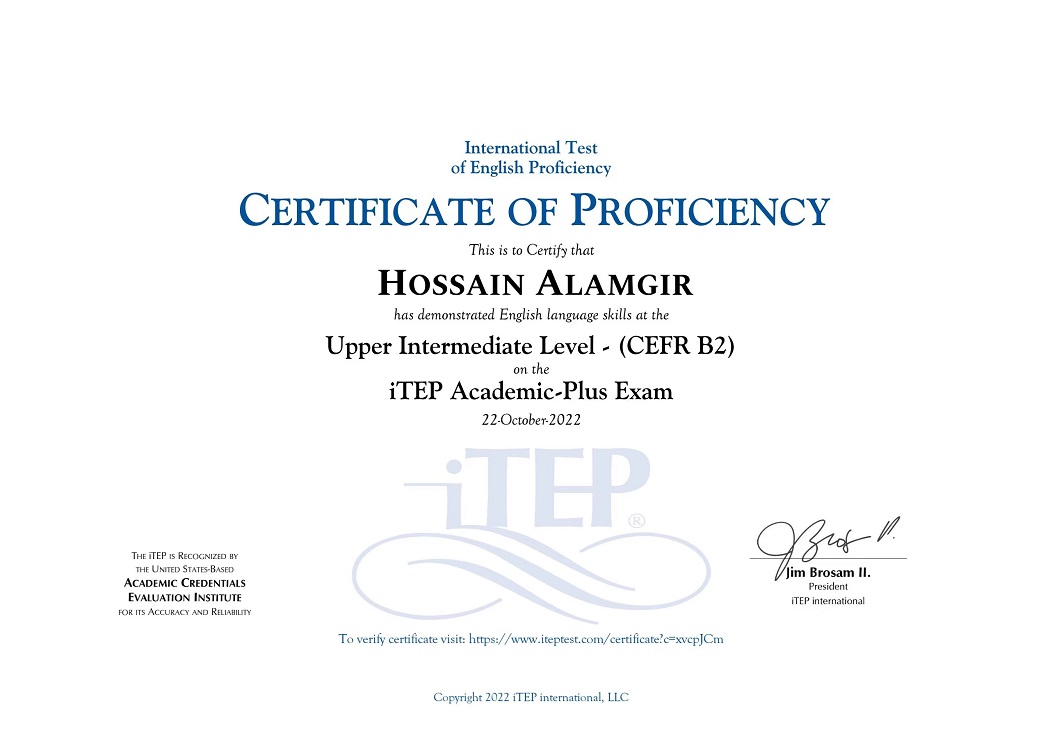 International Test
of English Proficiency
CERTIFICATE OF PROFICIENCY
This is to Certify that
HOSSAIN ALAMGIR
has demonstrated English language skills at the
Upper Intermediate Level - (CEFR B2)
on the
iTEP Academic-Plus Exam
22-October-2022
iTEP®
THE iTEP IS RECOGNIZED BY
THE UNITED STATES-BASED
ACADEMIC CREDENTIALS
EVALUATION INSTITUTE
FOR ITS ACCURACY AND RELIABILITY
Jim Brosam II.
President
iTEP international
To verify certificate visit: https://www.iteptest.com/certificate?c=xvcpJCm
Copyright 2022 iTEP international, LLC